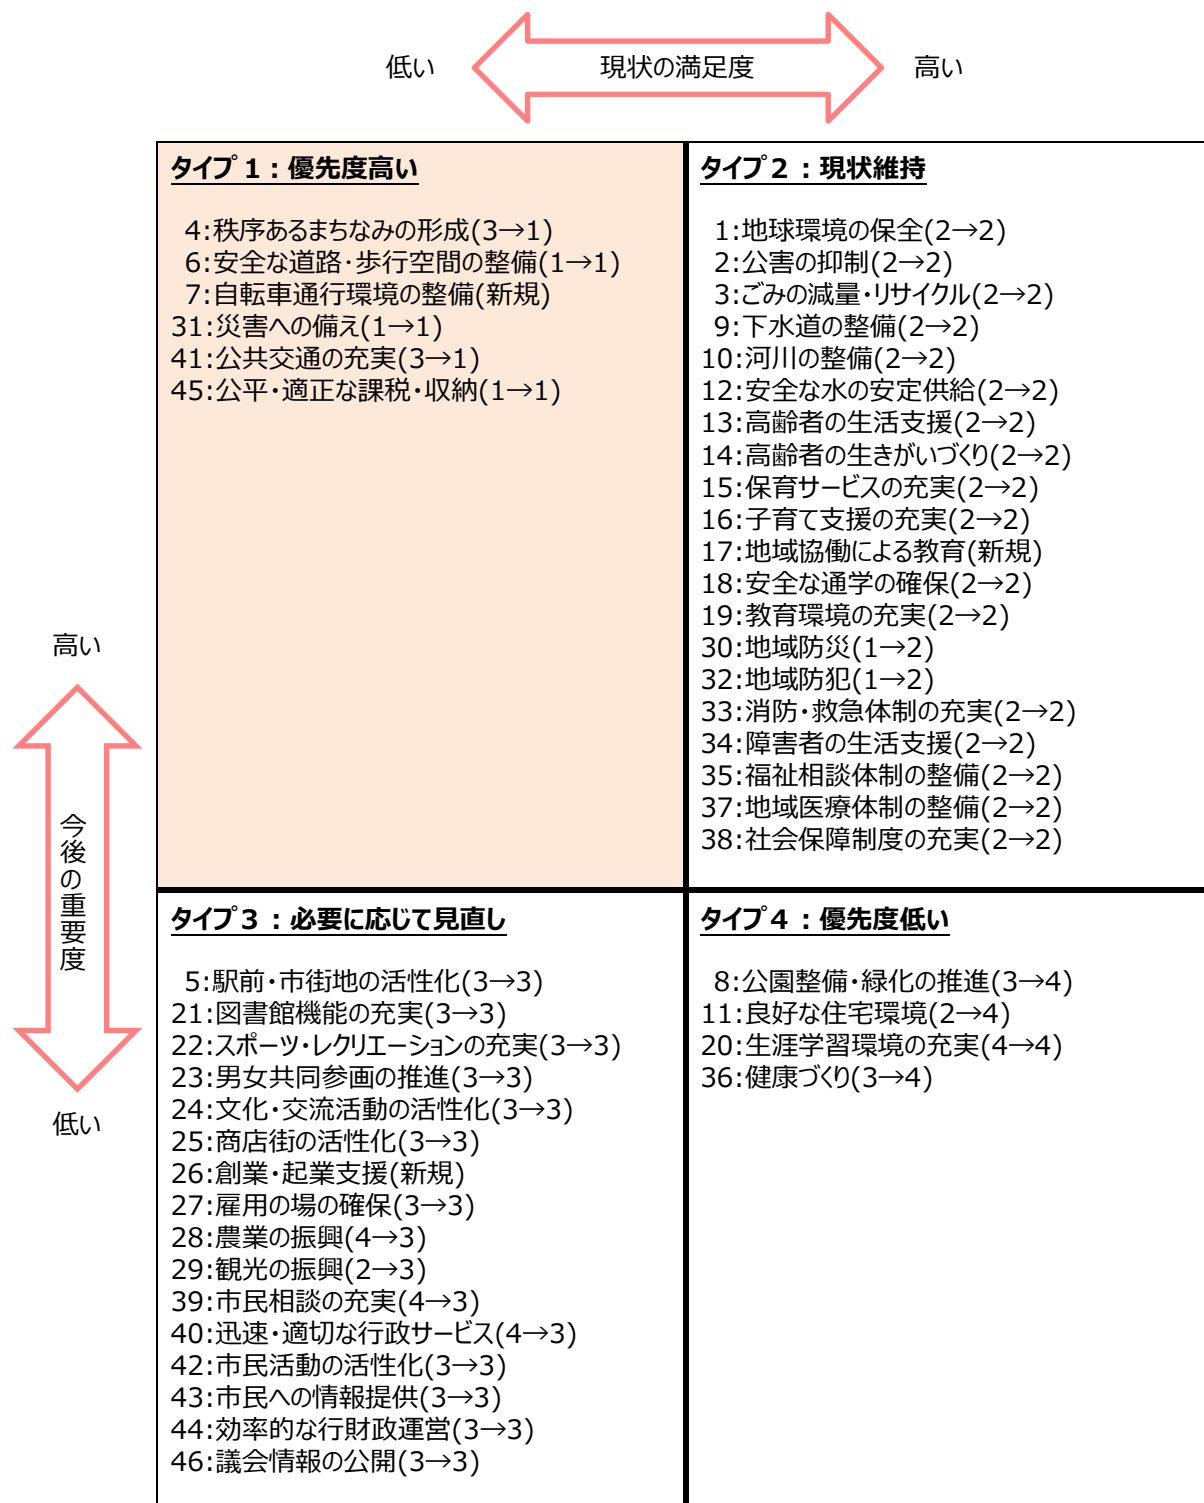 低い 現状の満足度 高い
タイプ1：優先度高い
4:秩序あるまちなみの形成(3→1)
6:安全な道路・歩行空間の整備(1→1)
7:自転車通行環境の整備(新規)
31:災害への備え(1→1)
41:公共交通の充実(3→1)
45:公平・適正な課税・収納(1→1)
タイプ2：現状維持
1:地球環境の保全(2→2)
2:公害の抑制(2→2)
3:ごみの減量・リサイクル(2→2)
9:下水道の整備(2→2)
10:河川の整備(2→2)
12:安全な水の安定供給(2→2)
13:高齢者の生活支援(2→2)
14:高齢者の生きがいづくり(2→2)
15:保育サービスの充実(2→2)
16:子育て支援の充実(2→2)
17:地域協働による教育(新規)
18:安全な通学の確保(2→2)
19:教育環境の充実(2→2)
30:地域防災(1→2)
32:地域防犯(1→2)
33:消防・救急体制の充実(2→2)
34:障害者の生活支援(2→2)
35:福祉相談体制の整備(2→2)
37:地域医療体制の整備(2→2)
38:社会保障制度の充実(2→2)
高い
今後の重要度
低い
タイプ3：必要に応じて見直し
5:駅前・市街地の活性化(3→3)
21:図書館機能の充実(3→3)
22:スポーツ・レクリエーションの充実(3→3)
23:男女共同参画の推進(3→3)
24:文化・交流活動の活性化(3→3)
25:商店街の活性化(3→3)
26:創業・起業支援(新規)
27:雇用の場の確保(3→3)
28:農業の振興(4→3)
29:観光の振興(2→3)
39:市民相談の充実(4→3)
40:迅速・適切な行政サービス(4→3)
42:市民活動の活性化(3→3)
43:市民への情報提供(3→3)
44:効率的な行財政運営(3→3)
46:議会情報の公開(3→3)
タイプ4：優先度低い
8:公園整備・緑化の推進(3→4)
11:良好な住宅環境(2→4)
20:生涯学習環境の充実(4→4)
36:健康づくり(3→4)